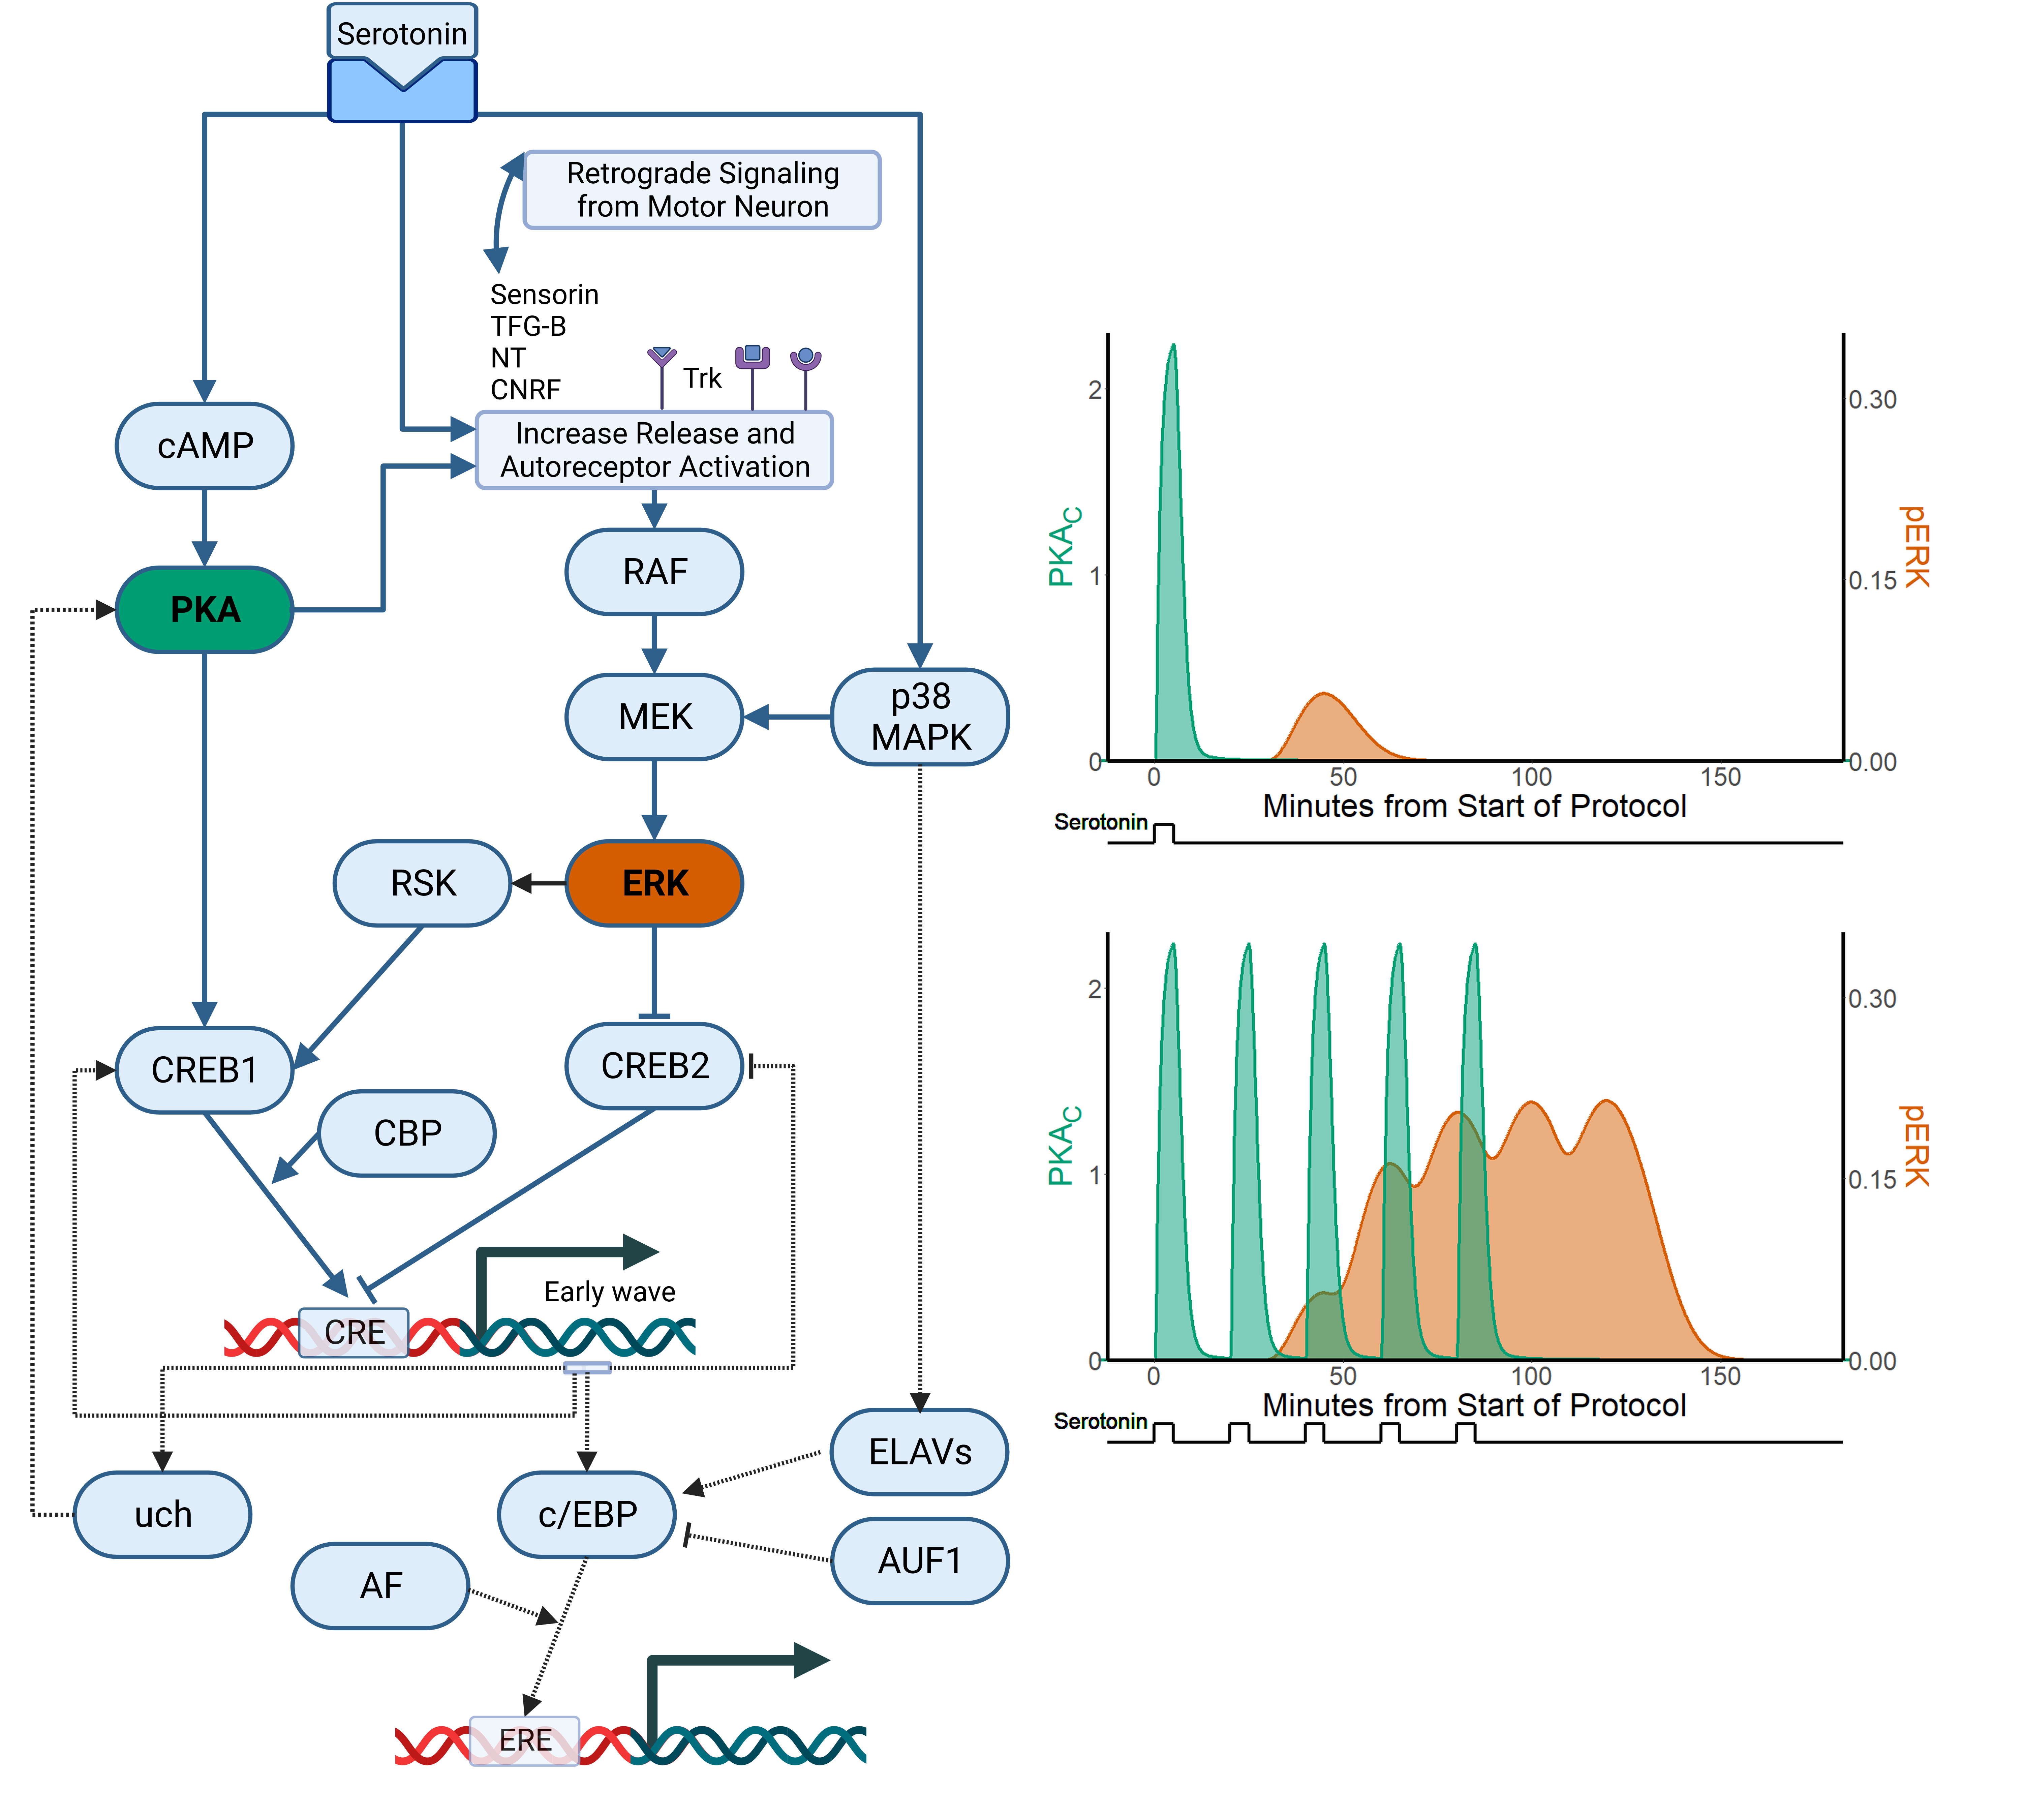 Serotonin
Retrograde Signaling
from Motor Neuron
Sensorin
TFG-B
NT
CNRF
Trk
cAMP
Increase Release and
Autoreceptor Activation
RAF
PKA
MEK
p38
MAPK
RSK
ERK
CREB1
CREB2
CBP
Early wave
CRE
uch
c/EBP
ELAVs
AUF1
AF
ERE
PKAC
2
1
0
pERK
0.30
0.15
0.00
0
50
100
150
Minutes from Start of Protocol
Serotonin
PKAC
2
1
0
pERK
0.30
0.15
0.00
0
50
100
150
Minutes from Start of Protocol
Serotonin